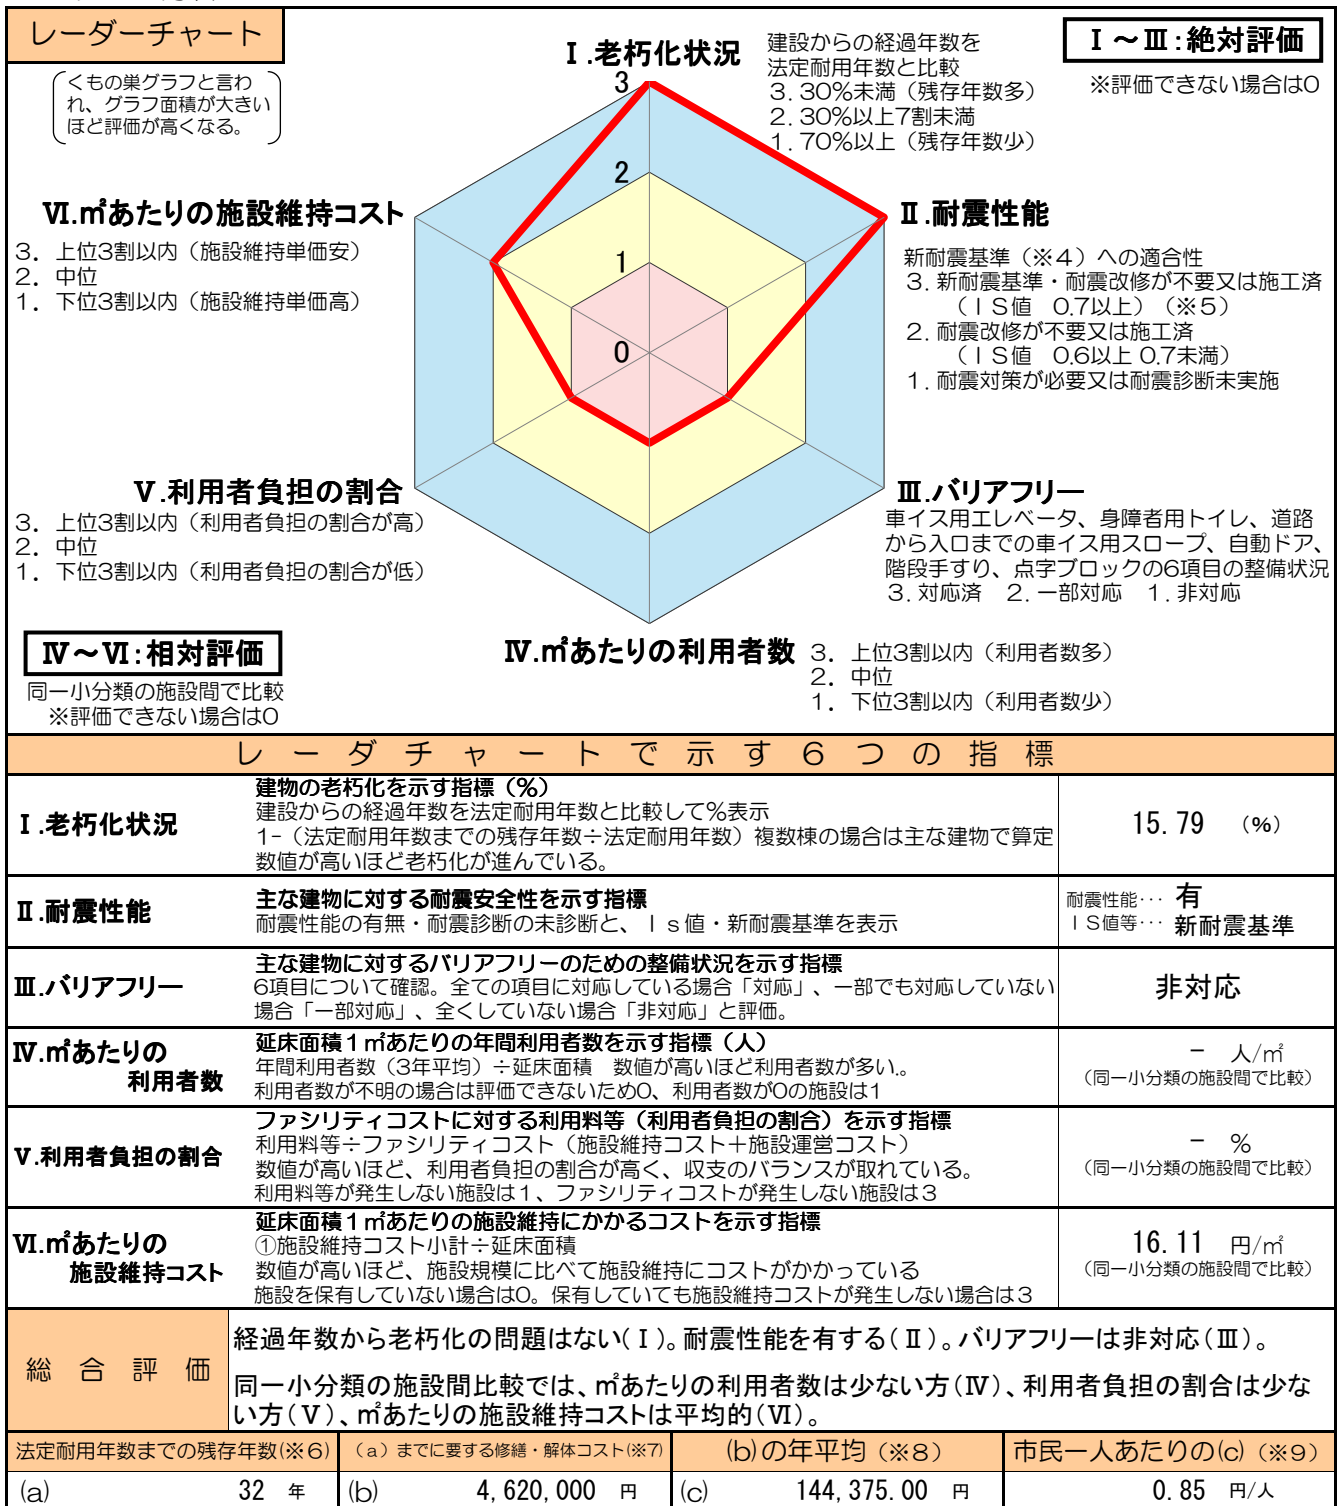 レーダーチャート
くもの巣グラフと言わ
れ、グラフ面積が大きい
ほど評価が高くなる。
Ⅰ.老朽化状況
建設からの経過年数を
法定耐用年数と比較
3. 30%未満（残存年数多）
2. 30%以上7割未満
1. 70%以上（残存年数少）
Ⅰ～Ⅲ:絶対評価
※評価できない場合は0
3
2
1
0
Ⅵ.㎡あたりの施設維持コスト
3. 上位3割以内（施設維持単価安）
2. 中位
1. 下位3割以内（施設維持単価高）
Ⅱ.耐震性能
新耐震基準（※4）への適合性
3. 新耐震基準・耐震改修が不要又は施工済
（ＩＳ値　0.7以上）（※5）
2. 耐震改修が不要又は施工済
（ＩＳ値　0.6以上 0.7未満）
1. 耐震対策が必要又は耐震診断未実施
Ⅴ.利用者負担の割合
3. 上位3割以内（利用者負担の割合が高）
2. 中位
1. 下位3割以内（利用者負担の割合が低）
Ⅲ.バリアフリー
車イス用エレベータ、身障者用トイレ、道路
から入口までの車イス用スロープ、自動ドア、
階段手すり、点字ブロックの6項目の整備状況
3. 対応済　2. 一部対応　1. 非対応
Ⅳ～Ⅵ:相対評価
同一小分類の施設間で比較
※評価できない場合は0
Ⅳ.㎡あたりの利用者数
3. 上位3割以内（利用者数多）
2. 中位
1. 下位3割以内（利用者数少）
レーダチャートで示す６つの指標
Ⅰ.老朽化状況
建物の老朽化を示す指標（%）
建設からの経過年数を法定耐用年数と比較して%表示
1-（法定耐用年数までの残存年数÷法定耐用年数）複数棟の場合は主な建物で算定
数値が高いほど老朽化が進んでいる。
15.79　（%）
Ⅱ.耐震性能
主な建物に対する耐震安全性を示す指標
耐震性能の有無・耐震診断の未診断と、Ｉｓ値・新耐震基準を表示
耐震性能･･･ 有
ＩＳ値等･･･ 新耐震基準
Ⅲ.バリアフリー
主な建物に対するバリアフリーのための整備状況を示す指標
6項目について確認。全ての項目に対応している場合「対応」、一部でも対応していない
場合「一部対応」、全くしていない場合「非対応」と評価。
非対応
Ⅳ.㎡あたりの
利用者数
延床面積１㎡あたりの年間利用者数を示す指標（人）
年間利用者数（3年平均）÷延床面積　数値が高いほど利用者数が多い。
利用者数が不明の場合は評価できないため0、利用者数が0の施設は1
－　人/㎡
（同一小分類の施設間で比較）
Ⅴ.利用者負担の割合
ファシリティコストに対する利用料等（利用者負担の割合）を示す指標
利用料等÷ファシリティコスト（施設維持コスト＋施設運営コスト）
数値が高いほど、利用者負担の割合が高く、収支のバランスが取れている。
利用料等が発生しない施設は１、ファシリティコストが発生しない施設は３
－　%
（同一小分類の施設間で比較）
Ⅵ.㎡あたりの
施設維持コスト
延床面積１㎡あたりの施設維持にかかるコストを示す指標
①施設維持コスト小計÷延床面積
数値が高いほど、施設規模に比べて施設維持にコストがかかっている
施設を保有していない場合は0。保有していても施設維持コストが発生しない場合は３
16.11　円/㎡
（同一小分類の施設間で比較）
総合評価
経過年数から老朽化の問題はない(Ⅰ)。耐震性能を有する(Ⅱ)。バリアフリーは非対応(Ⅲ)。
同一小分類の施設間比較では、㎡あたりの利用者数は少ない方(Ⅳ)、利用者負担の割合は少な
い方(Ⅴ)、㎡あたりの施設維持コストは平均的(Ⅵ)。
法定耐用年数までの残存年数(※6)
（a）までに要する修繕・解体コスト(※7)
(b)の年平均（※8）
市民一人あたりの(c)（※9）
(a)　32　年
(b)　4,620,000　円
(c)　144,375.00　円
0.85　円/人